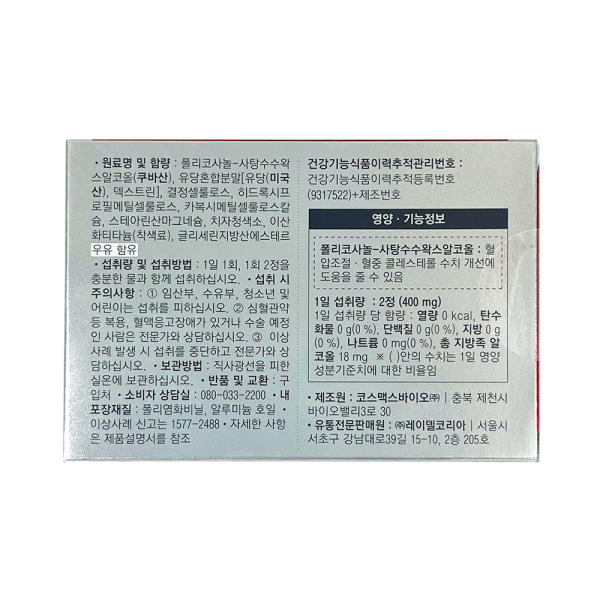 • 원료명 및 함량 : 폴리코사놀–사탕수수왁
스알코올(쿠바산), 유당혼합분말[유당(미국
산), 덱스트린], 결정셀룰로스, 히드록시프
로필메틸셀룰로스, 카복시메틸셀룰로스칼
슘, 스테아린산마그네슘, 치자청색소, 이산
화티타늄(착색료), 글리세린지방산에스테르
우유 함유
• 섭취량 및 섭취방법 : 1일 1회, 1회 2정을
충분한 물과 함께 섭취하십시오. • 섭취 시
주의사항 : ① 임산부, 수유부, 청소년 및
어린이는 섭취를 피하십시오. ② 심혈관약
등 복용, 혈액응고장애가 있거나 수술 예정
인 사람은 전문가와 상담하십시오. ③ 이상
사례 발생 시 섭취를 중단하고 전문가와 상
담하십시오. • 보관방법 : 직사광선을 피한
실온에 보관하십시오. • 반품 및 교환 : 구
입처 • 소비자 상담실 : 080-033-2200 • 내
포장재질 : 폴리염화비닐, 알루미늄 호일 •
이상사례 신고는 1577-2488 • 자세한 사항
은 제품설명서를 참조
건강기능식품이력추적관리번호 :
건강기능식품이력추적등록번호
(9317522)+제조번호
영양 · 기능정보
폴리코사놀–사탕수수왁스알코올 : 혈
압조절 · 혈중 콜레스테롤 수치 개선에
도움을 줄 수 있음
1일 섭취량 : 2정 (400 mg)
1일 섭취량 당 함량 : 열량 0 kcal, 탄수
화물 0 g(0 %), 단백질 0 g(0 %), 지방 0 g
(0 %), 나트륨 0 mg(0 %), 총 지방족 알
코올 18 mg ※ ( )안의 수치는 1일 영양
성분기준치에 대한 비율임
• 제조원 : 코스맥스바이오㈜ | 충북 제천시
바이오밸리3로 30
• 유통전문판매원 : ㈜레이델코리아 | 서울시
서초구 강남대로39길 15-10, 2층 205호